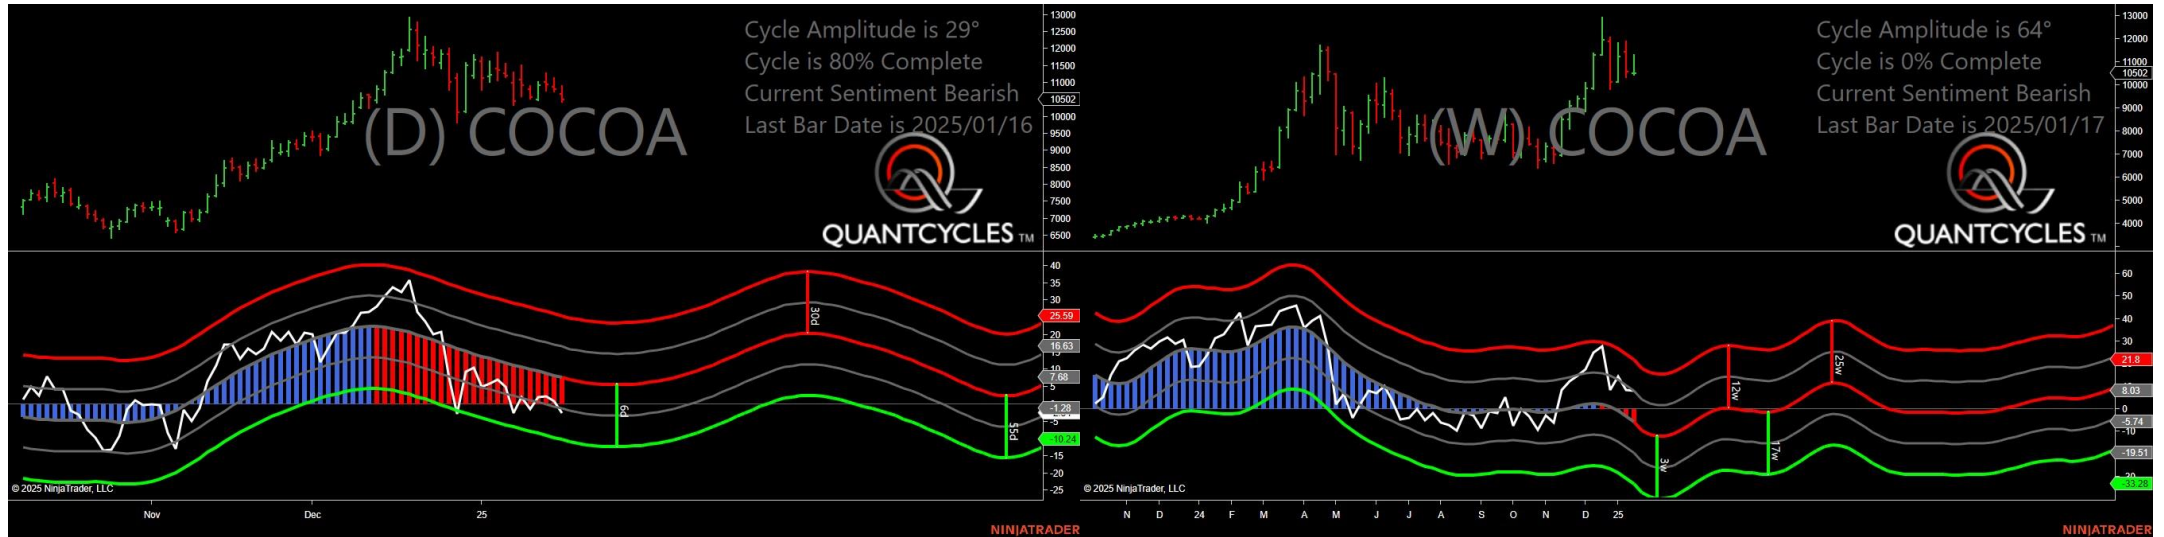 Cycle Amplitude is 29°
Cycle is 80% Complete
Current Sentiment Bearish
Last Bar Date is 2025/01/16
(D) COCOA
QUANTCYCLES TM
13000
12500
12000
11500
11000
10502
10000
9500
9000
8500
8000
7500
7000
6500
40
35
30
25.59
20
16.63
15
10
7.68
5
-1.28
-5
-10.24
-15
-20
-25
6d
30d
55d
© 2025 NinjaTrader, LLC
Nov
Dec
25
NINJATRADER
Cycle Amplitude is 64°
Cycle is 0% Complete
Current Sentiment Bearish
Last Bar Date is 2025/01/17
(W) COCOA
QUANTCYCLES TM
13000
12000
11000
10502
10000
9000
8000
7000
6000
5000
4000
60
50
40
30
21.8
8.03
0
-5.74
-10
-19.51
-33.28
3w
12w
17w
25w
© 2025 NinjaTrader, LLC
N
D
24
F
M
A
M
J
J
A
S
O
N
D
25
NINJATRADER